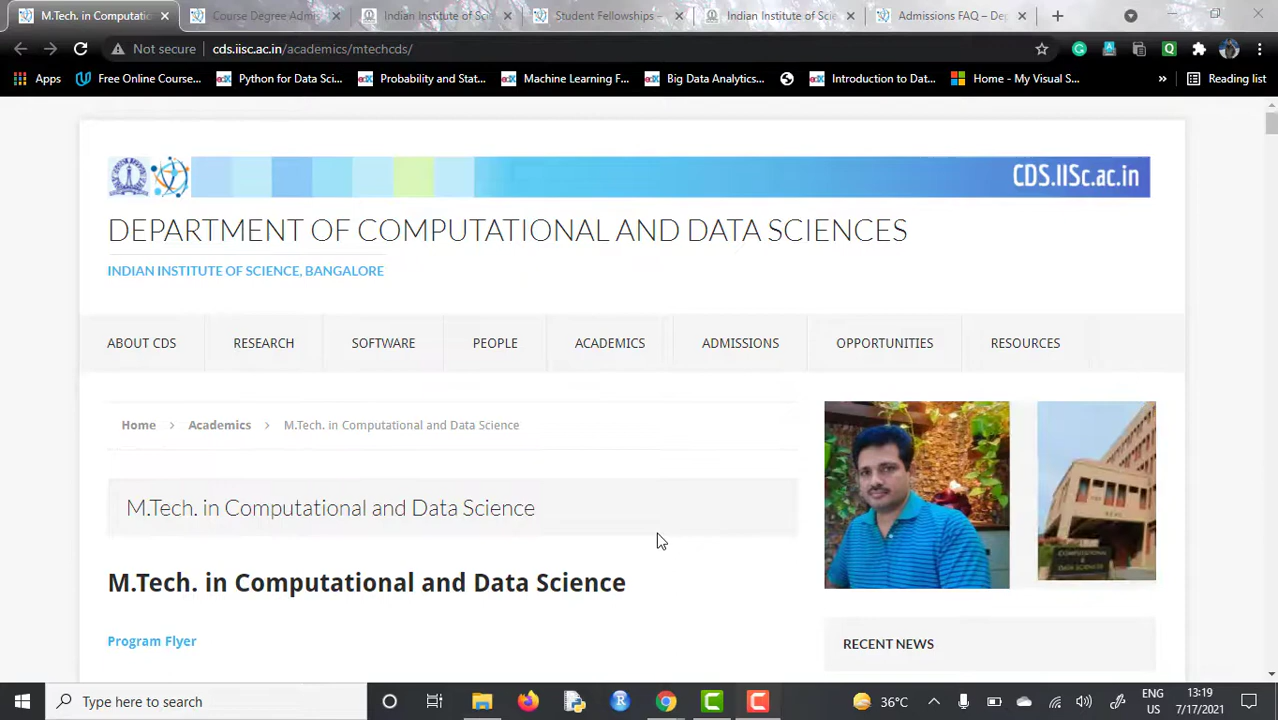 M.Tech. in Computatio
Course Degree Admis
Indian Institute of Scie
Student Fellowships –
Indian Institute of Scie
Admissions FAQ – Dep
Not secure
cds.iisc.ac.in/academics/mtechcds/
Apps
Free Online Course...
Python for Data Sci...
Probability and Stat...
Machine Learning F...
Big Data Analytics...
Introduction to Dat...
Home - My Visual S...
»
Reading list
CDS.IISc.ac.in
DEPARTMENT OF COMPUTATIONAL AND DATA SCIENCES
INDIAN INSTITUTE OF SCIENCE, BANGALORE
ABOUT CDS
RESEARCH
SOFTWARE
PEOPLE
ACADEMICS
ADMISSIONS
OPPORTUNITIES
RESOURCES
Home > Academics > M.Tech. in Computational and Data Science
M.Tech. in Computational and Data Science
M.Tech. in Computational and Data Science
Program Flyer
RECENT NEWS
Type here to search
36°C
ENG
US
13:19
7/17/2021